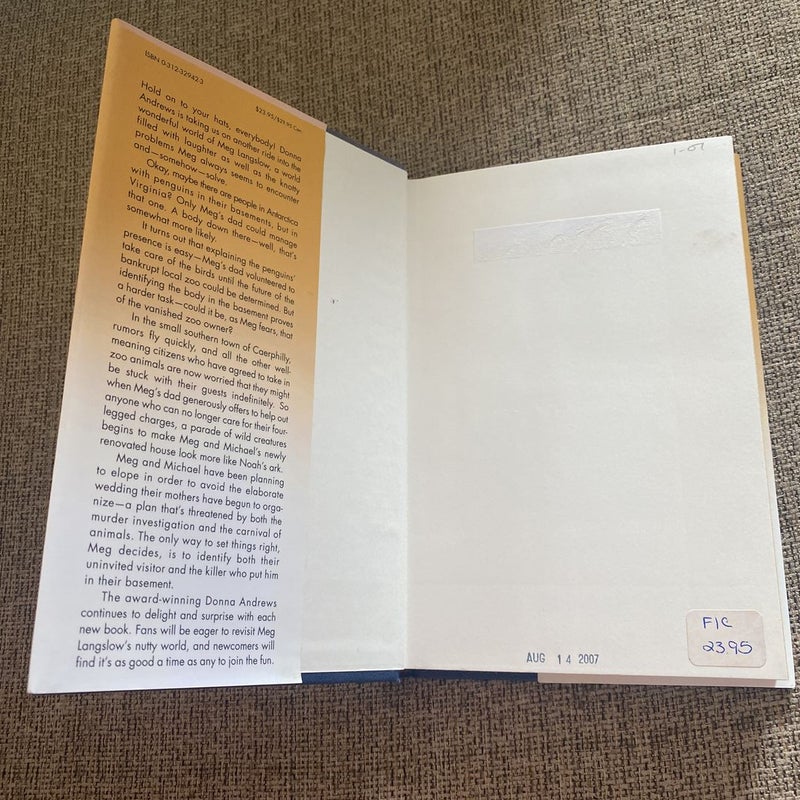 ISBN 0-312-32942-3
$23.95/$29.95 Can.
Hold on to your hats, everybody! Donna
Andrews is taking us on another ride into the
wonderful world of Meg Langslow, a world
filled with laughter as well as the knotty
problems Meg always seems to encounter
and—somehow—solve.
Okay, maybe there are people in Antarctica
with penguins in their basements, but in
Virginia? Only Meg's dad could manage
that one. A body down there—well, that's
somewhat more likely.
It turns out that explaining the penguins'
presence is easy—Meg's dad volunteered to
take care of the birds until the future of the
bankrupt local zoo could be determined. But
identifying the body in the basement proves
a harder task—could it be, as Meg fears, that
of the vanished zoo owner?
In the small southern town of Caerphilly,
rumors fly quickly, and all the other well-
meaning citizens who have agreed to take in
zoo animals are now worried that they might
be stuck with their guests indefinitely. So
when Meg's dad generously offers to help out
anyone who can no longer care for their four-
legged charges, a parade of wild creatures
begins to make Meg and Michael's newly
renovated house look more like Noah's ark.
Meg and Michael have been planning
to elope in order to avoid the elaborate
wedding their mothers have begun to orga-
nize—a plan that's threatened by both the
murder investigation and the carnival of
animals. The only way to set things right,
Meg decides, is to identify both their
uninvited visitor and the killer who put him
in their basement.
The award-winning Donna Andrews
continues to delight and surprise with each
new book. Fans will be eager to revisit Meg
Langslow's nutty world, and newcomers will
find it's as good a time as any to join the fun.
AUG 14 2007
FIC
2395